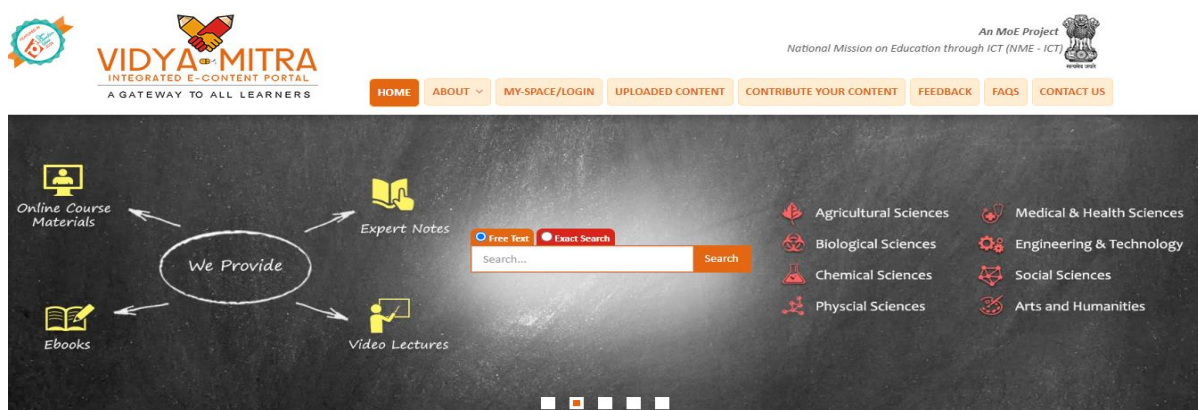 VIDYA-MITRA
INTEGRATED E-CONTENT PORTAL
A GATEWAY TO ALL LEARNERS
An MoE Project
National Mission on Education through ICT (NME - ICT)
सत्यमेव जयते
HOME
ABOUT
MY-SPACE/LOGIN
UPLOADED CONTENT
CONTRIBUTE YOUR CONTENT
FEEDBACK
FAQS
CONTACT US
Online Course
Materials
Expert Notes
We Provide
Ebooks
Video Lectures
Free Text
Exact Search
Search...
Search
Agricultural Sciences
Biological Sciences
Chemical Sciences
Physcial Sciences
Medical & Health Sciences
Engineering & Technology
Social Sciences
Arts and Humanities